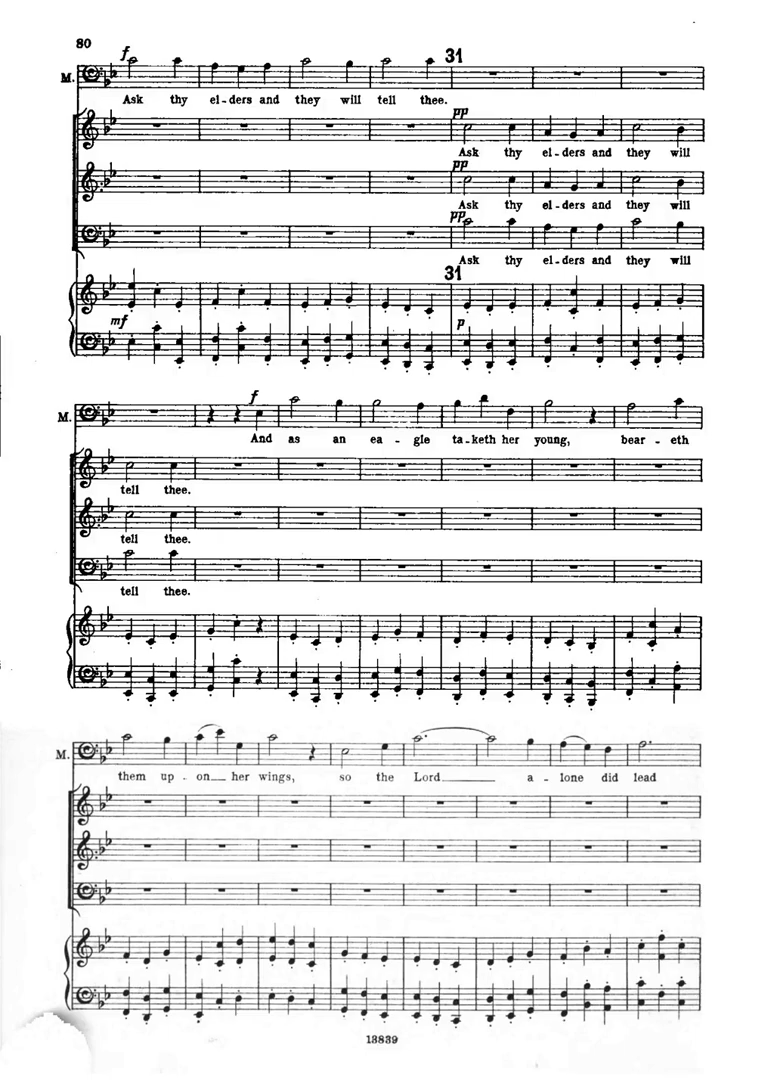 80
f 31
M.
Ask thy el-ders and they will tell thee.
pp
Ask thy el-ders and they will
pp
Ask thy el-ders and they will
pp
Ask thy el-ders and they will
31
mf p
f
M.
And as an ea-gle ta-keth her young, bear-eth
tell thee.
tell thee.
tell thee.
M.
them up-on her wings, so the Lord a-lone did lead
13839